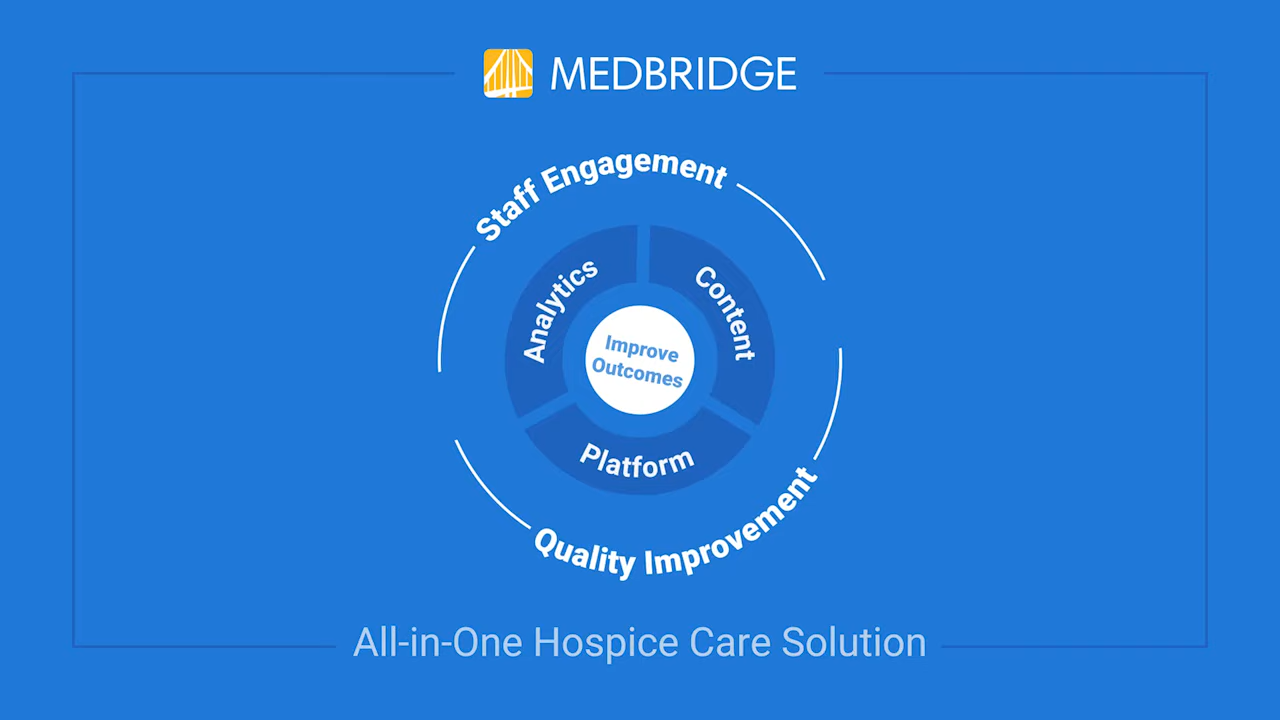 MEDBRIDGE
Staff Engagement
Analytics
Content
Improve
Outcomes
Platform
Quality Improvement
All-in-One Hospice Care Solution